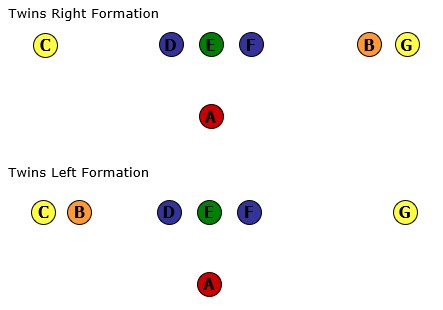 Twins Right Formation
C D E F B G
A
Twins Left Formation
C B D E F G
A